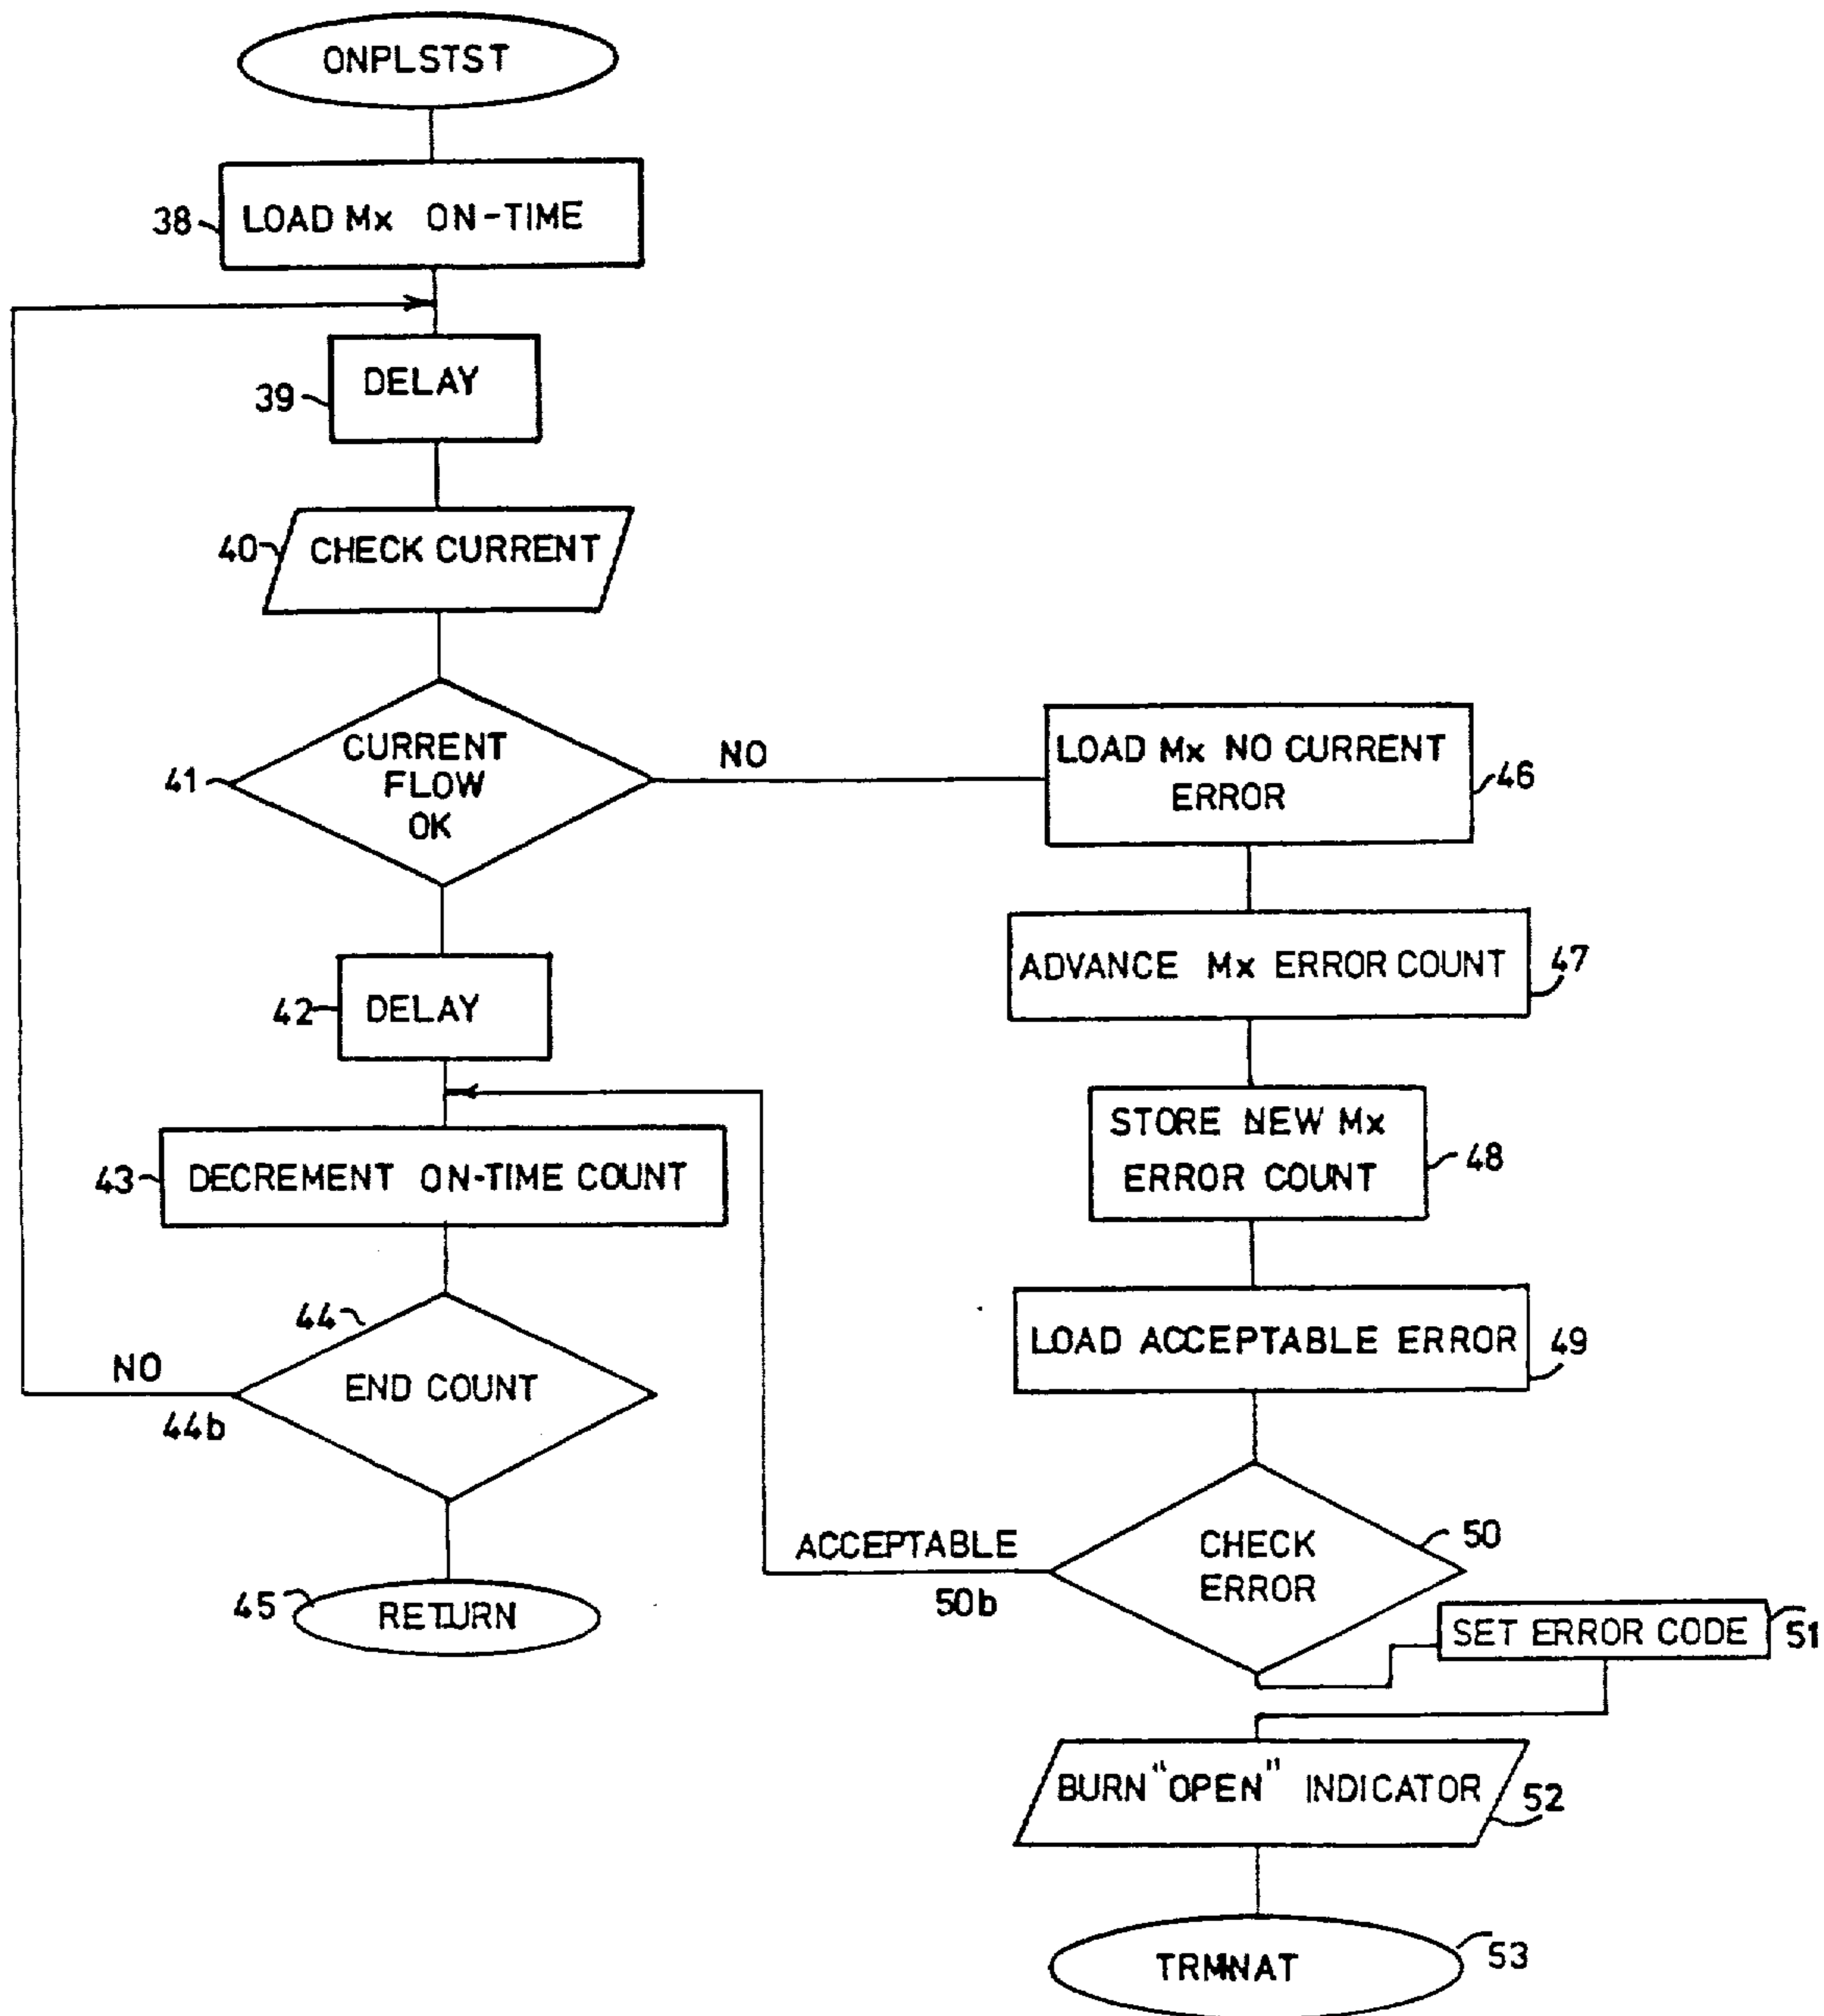 ONPLSTST
38
LOAD Mx ON-TIME
39
DELAY
40
CHECK CURRENT
41
CURRENT
FLOW
OK
NO
LOAD Mx NO CURRENT
ERROR
46
42
DELAY
ADVANCE Mx ERROR COUNT
47
43
DECREMENT ON-TIME COUNT
STORE NEW Mx
ERROR COUNT
48
44
END COUNT
NO
44b
LOAD ACCEPTABLE ERROR
49
45
RETURN
ACCEPTABLE
50b
CHECK
ERROR
50
SET ERROR CODE
51
BURN "OPEN" INDICATOR
52
TRMNAT
53